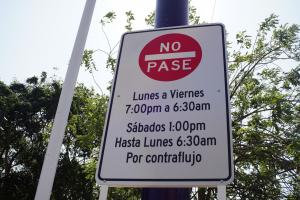 NO
PASE
Lunes a Viernes
7:00pm a 6:30am
Sábados 1:00pm
Hasta Lunes 6:30am
Por contraflujo